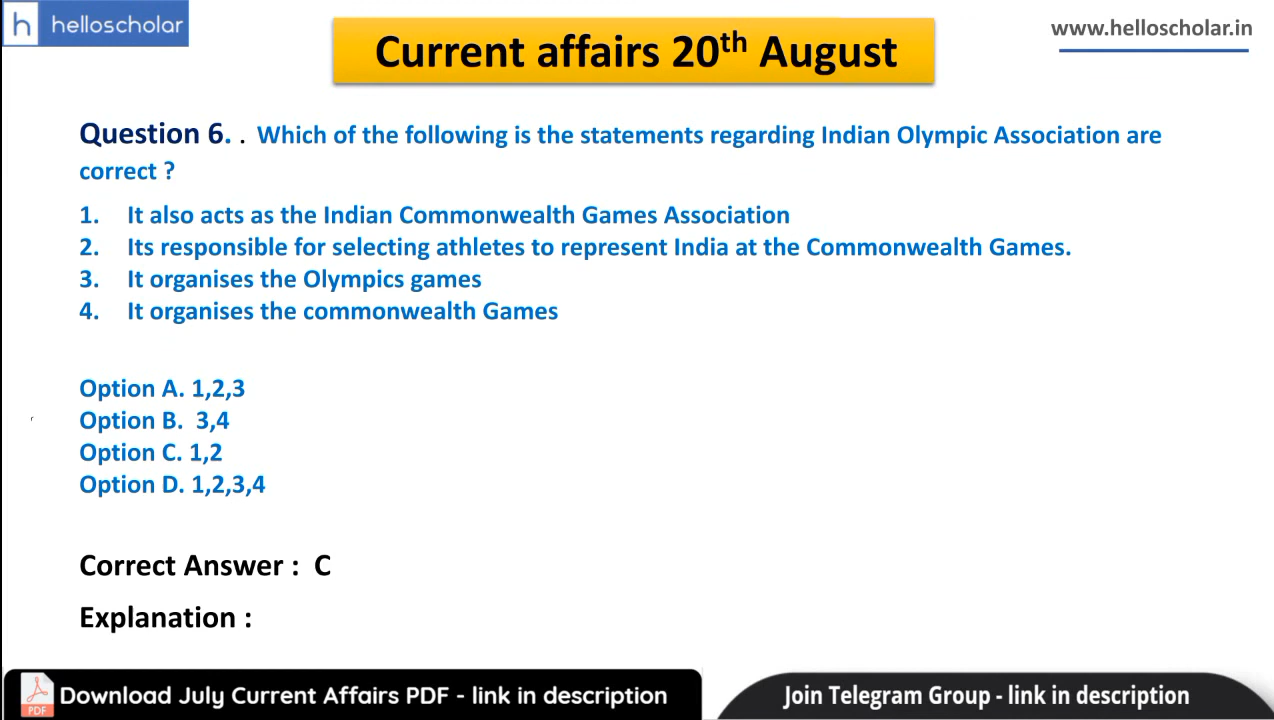 h helloscholar
www.helloscholar.in
Current affairs 20th August
Question 6. . Which of the following is the statements regarding Indian Olympic Association are
correct ?
1. It also acts as the Indian Commonwealth Games Association
2. Its responsible for selecting athletes to represent India at the Commonwealth Games.
3. It organises the Olympics games
4. It organises the commonwealth Games
Option A. 1,2,3
Option B. 3,4
Option C. 1,2
Option D. 1,2,3,4
Correct Answer : C
Explanation :
PDF Download July Current Affairs PDF - link in description
Join Telegram Group - link in description